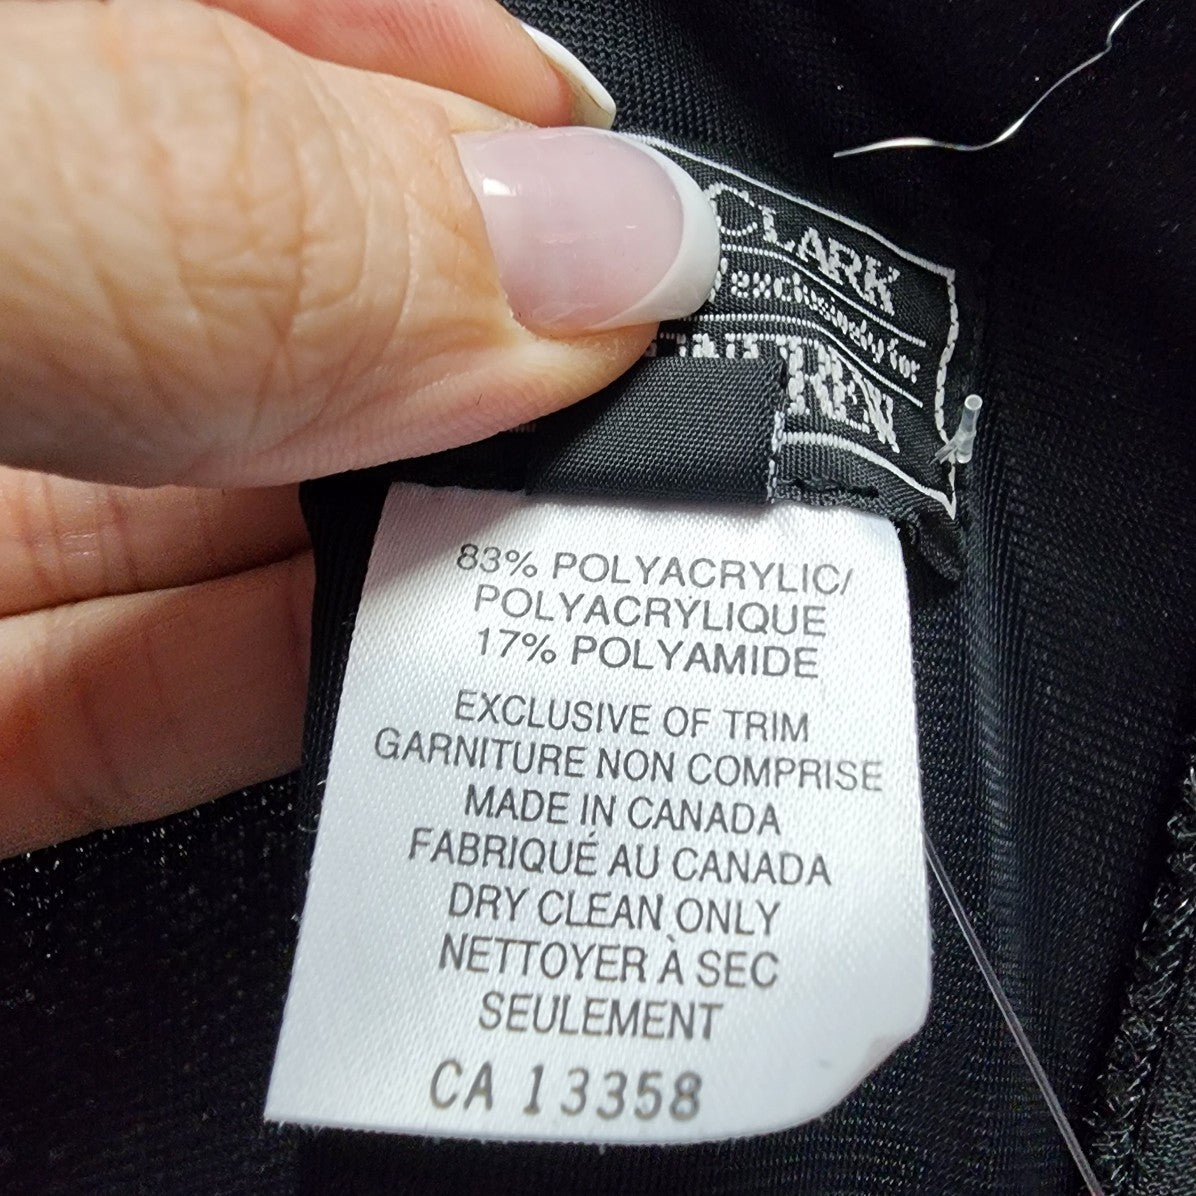 CLARK
exclusively for
83% POLYACRYLIC/
POLYACRYLIQUE
17% POLYAMIDE
EXCLUSIVE OF TRIM
GARNITURE NON COMPRISE
MADE IN CANADA
FABRIQUÉ AU CANADA
DRY CLEAN ONLY
NETTOYER À SEC
SEULEMENT
CA 13358